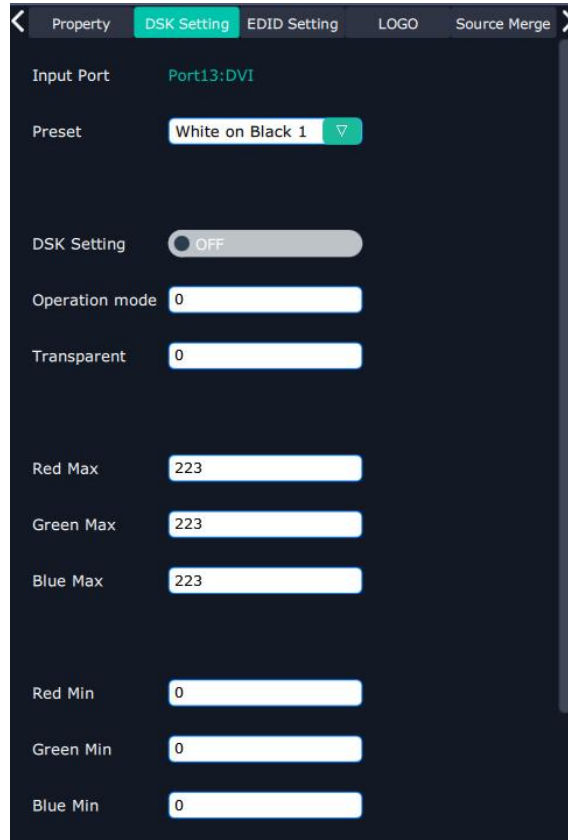 Property DSK Setting EDID Setting LOGO Source Merge
Input Port Port13:DVI
Preset White on Black 1
DSK Setting OFF
Operation mode 0
Transparent 0
Red Max 223
Green Max 223
Blue Max 223
Red Min 0
Green Min 0
Blue Min 0